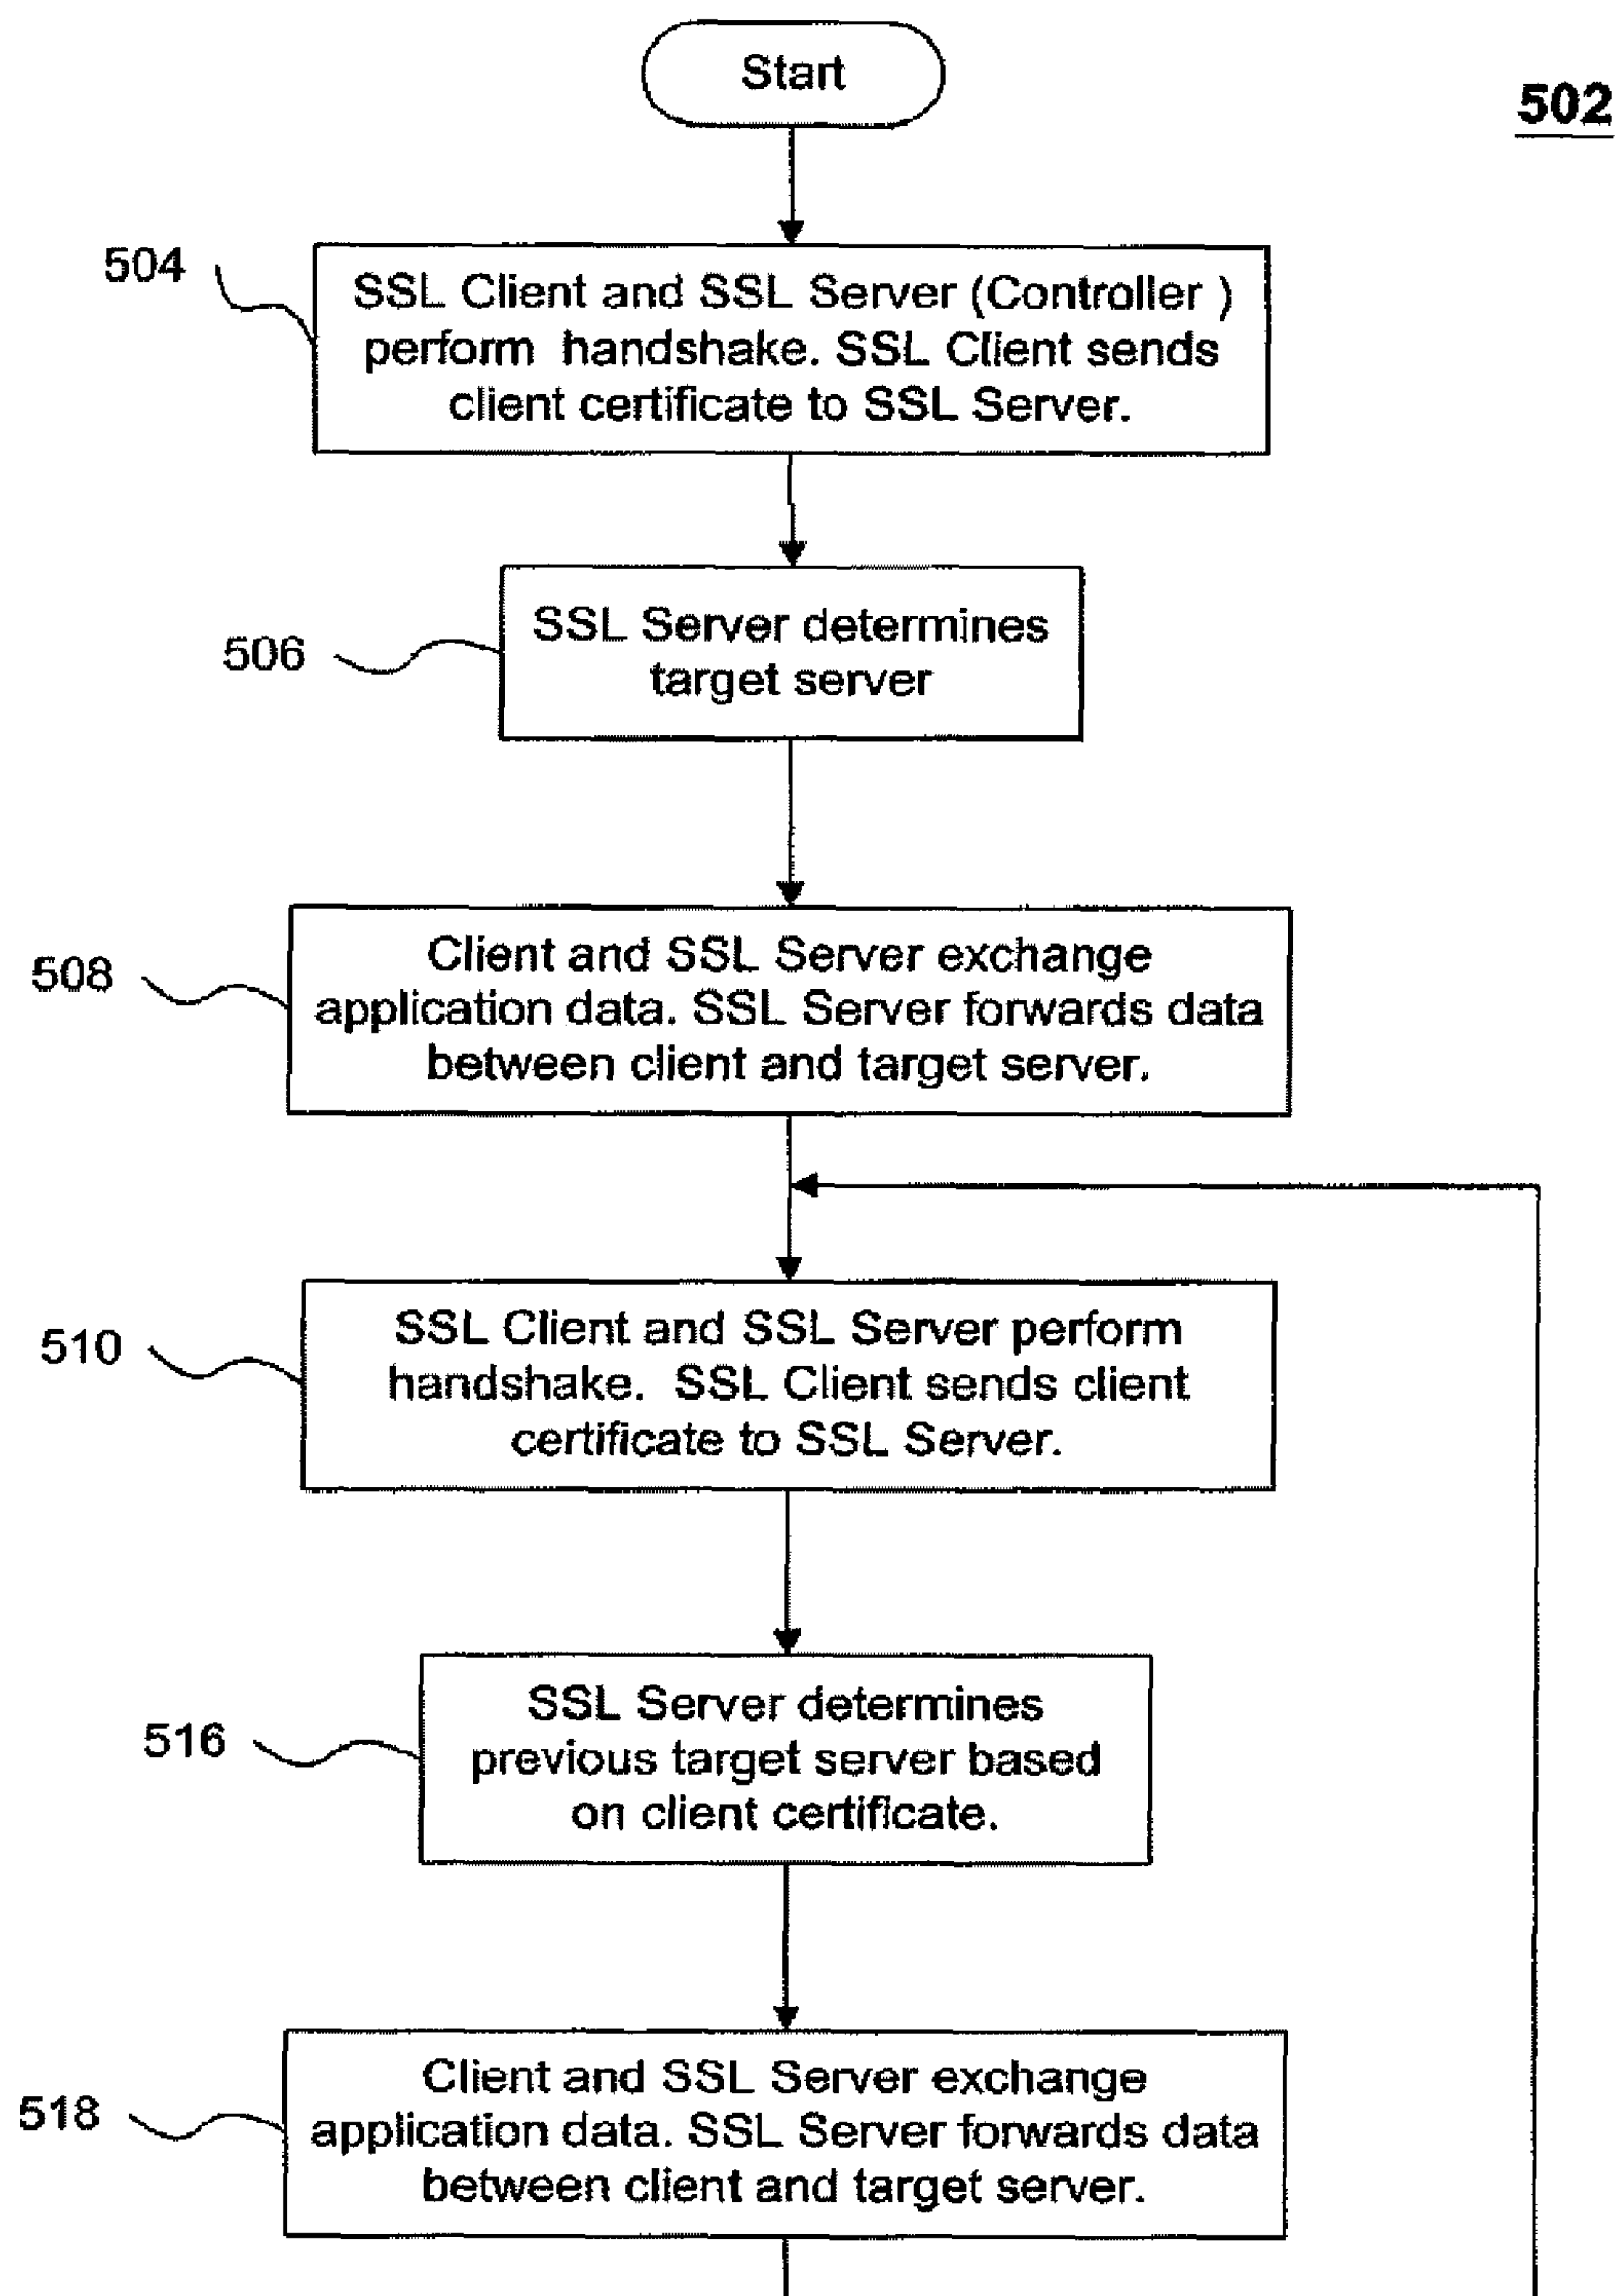 Start
502
504
SSL Client and SSL Server (Controller )
perform handshake. SSL Client sends
client certificate to SSL Server.
506
SSL Server determines
target server
508
Client and SSL Server exchange
application data. SSL Server forwards data
between client and target server.
510
SSL Client and SSL Server perform
handshake. SSL Client sends client
certificate to SSL Server.
516
SSL Server determines
previous target server based
on client certificate.
518
Client and SSL Server exchange
application data. SSL Server forwards data
between client and target server.